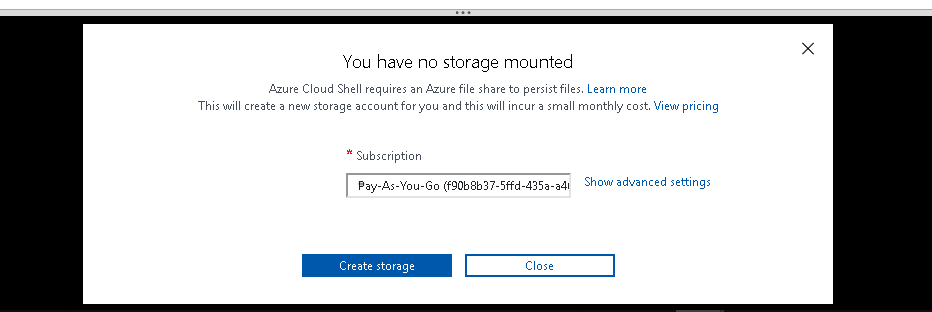 You have no storage mounted
Azure Cloud Shell requires an Azure file share to persist files. Learn more
This will create a new storage account for you and this will incur a small monthly cost. View pricing
* Subscription
Pay-As-You-Go (f90b8b37-5ffd-435a-a4
Show advanced settings
Create storage
Close